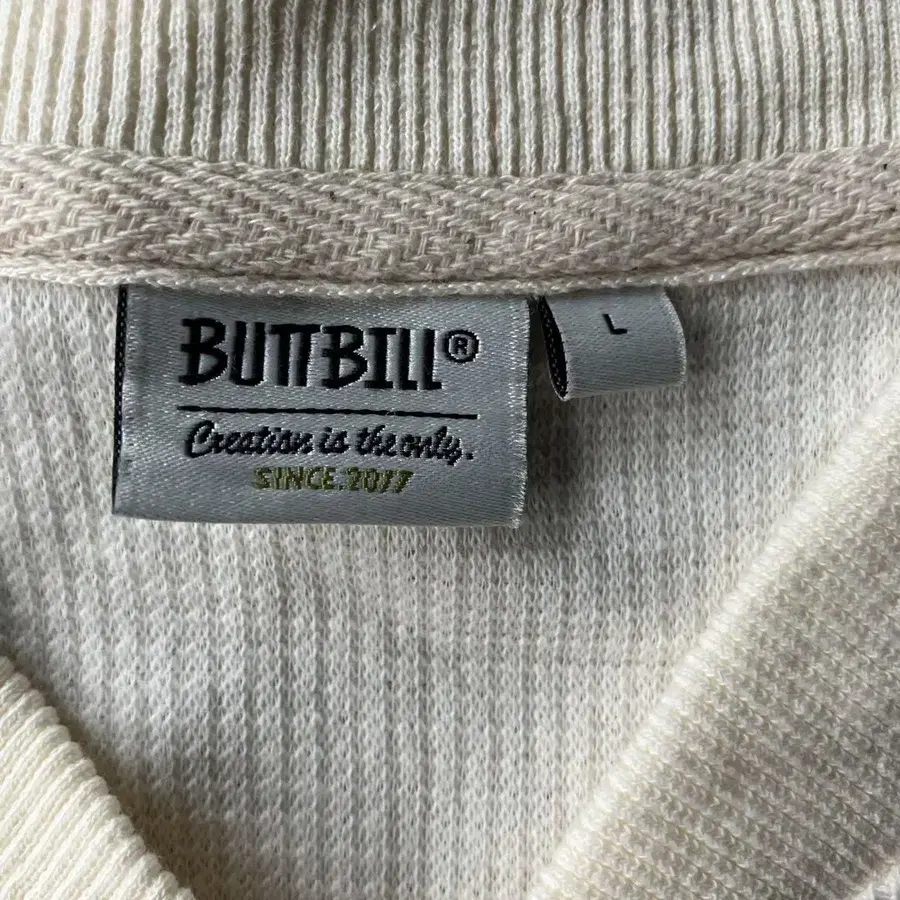 BUTTBILL®
Creation is the only.
SINCE.2017
L